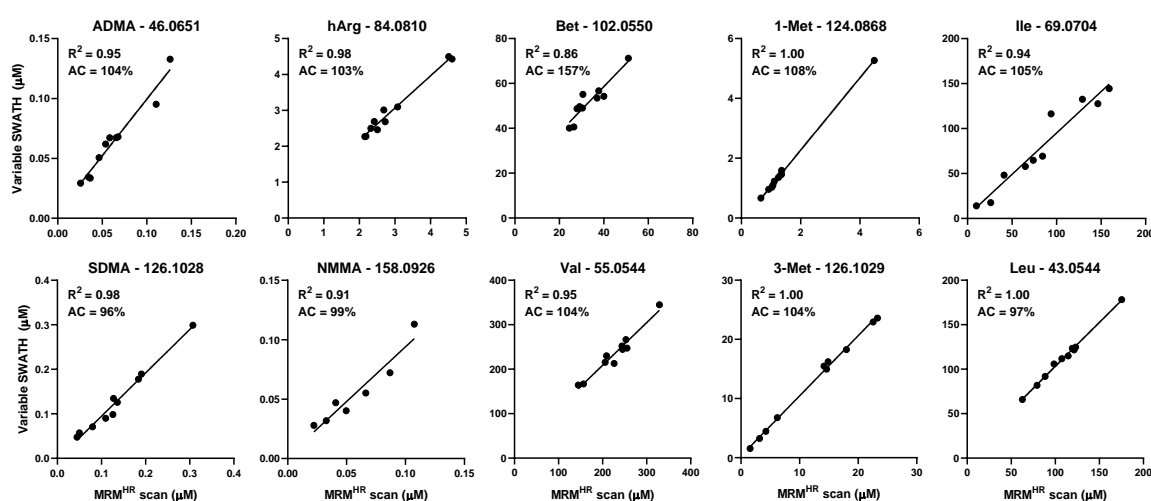 ADMA - 46.0651
R² = 0.95
AC = 104%
Variable SWATH (µM)
0.15
0.10
0.05
0.00
0.00 0.05 0.10 0.15 0.20
hArg - 84.0810
R² = 0.98
AC = 103%
5
4
3
2
1
0
0 1 2 3 4 5
Bet - 102.0550
R² = 0.86
AC = 157%
80
60
40
20
0
0 20 40 60 80
1-Met - 124.0868
R² = 1.00
AC = 108%
6
4
2
0
0 2 4 6
Ile - 69.0704
R² = 0.94
AC = 105%
200
150
100
50
0
0 50 100 150 200
SDMA - 126.1028
R² = 0.98
AC = 96%
Variable SWATH (µM)
0.4
0.3
0.2
0.1
0.0
0.0 0.1 0.2 0.3 0.4
MRMᴴᴿ scan (µM)
NMMA - 158.0926
R² = 0.91
AC = 99%
0.15
0.10
0.05
0.00
0.00 0.05 0.10 0.15
MRMᴴᴿ scan (µM)
Val - 55.0544
R² = 0.95
AC = 104%
400
300
200
100
0
0 100 200 300 400
MRMᴴᴿ scan (µM)
3-Met - 126.1029
R² = 1.00
AC = 104%
30
20
10
0
0 10 20 30
MRMᴴᴿ scan (µM)
Leu - 43.0544
R² = 1.00
AC = 97%
200
150
100
50
0
0 50 100 150 200
MRMᴴᴿ scan (µM)